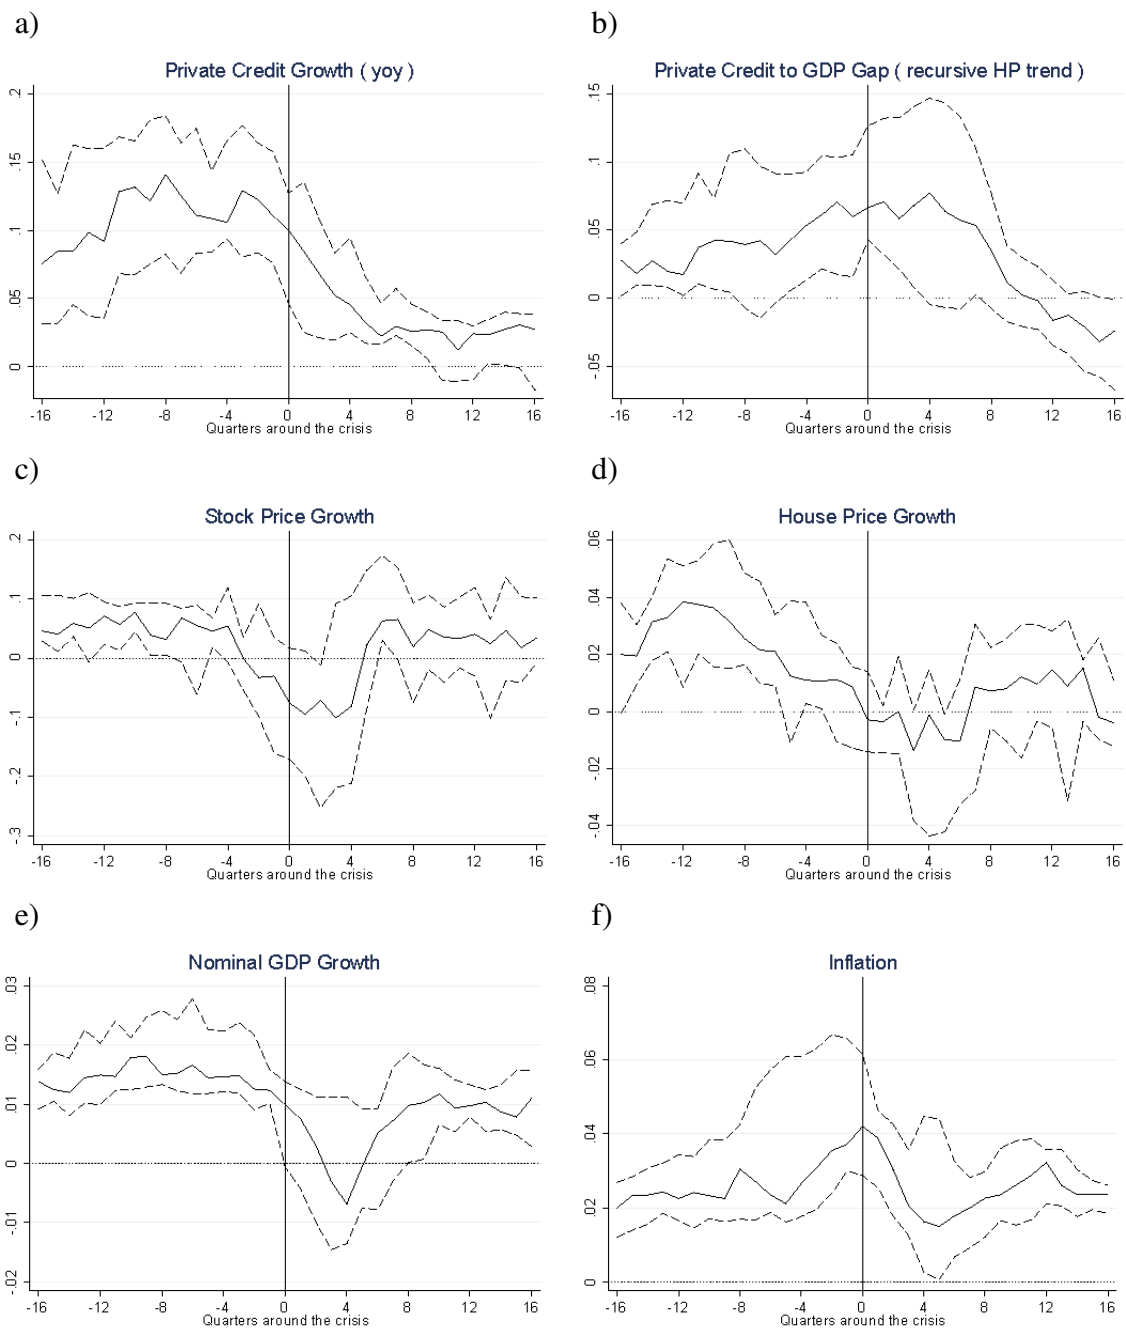 a)
Private Credit Growth ( yoy )
.2
.15
.1
.05
0
-16 -12 -8 -4 0 4 8 12 16
Quarters around the crisis
b)
Private Credit to GDP Gap ( recursive HP trend )
.15
.1
.05
0
-.05
-16 -12 -8 -4 0 4 8 12 16
Quarters around the crisis
c)
Stock Price Growth
.2
.1
0
-.1
-.2
-.3
-16 -12 -8 -4 0 4 8 12 16
Quarters around the crisis
d)
House Price Growth
.06
.04
.02
0
-.02
-.04
-16 -12 -8 -4 0 4 8 12 16
Quarters around the crisis
e)
Nominal GDP Growth
.03
.02
.01
0
-.01
-.02
-16 -12 -8 -4 0 4 8 12 16
Quarters around the crisis
f)
Inflation
.08
.06
.04
.02
0
-16 -12 -8 -4 0 4 8 12 16
Quarters around the crisis